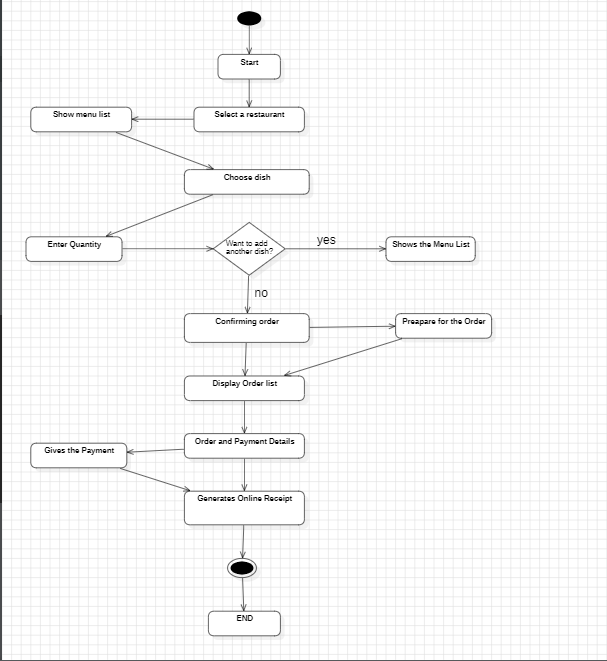 Start
Show menu list
Select a restaurant
Choose dish
Enter Quantity
Want to add
another dish?
yes
Shows the Menu List
no
Confirming order
Preapare for the Order
Display Order list
Order and Payment Details
Gives the Payment
Generates Online Receipt
END